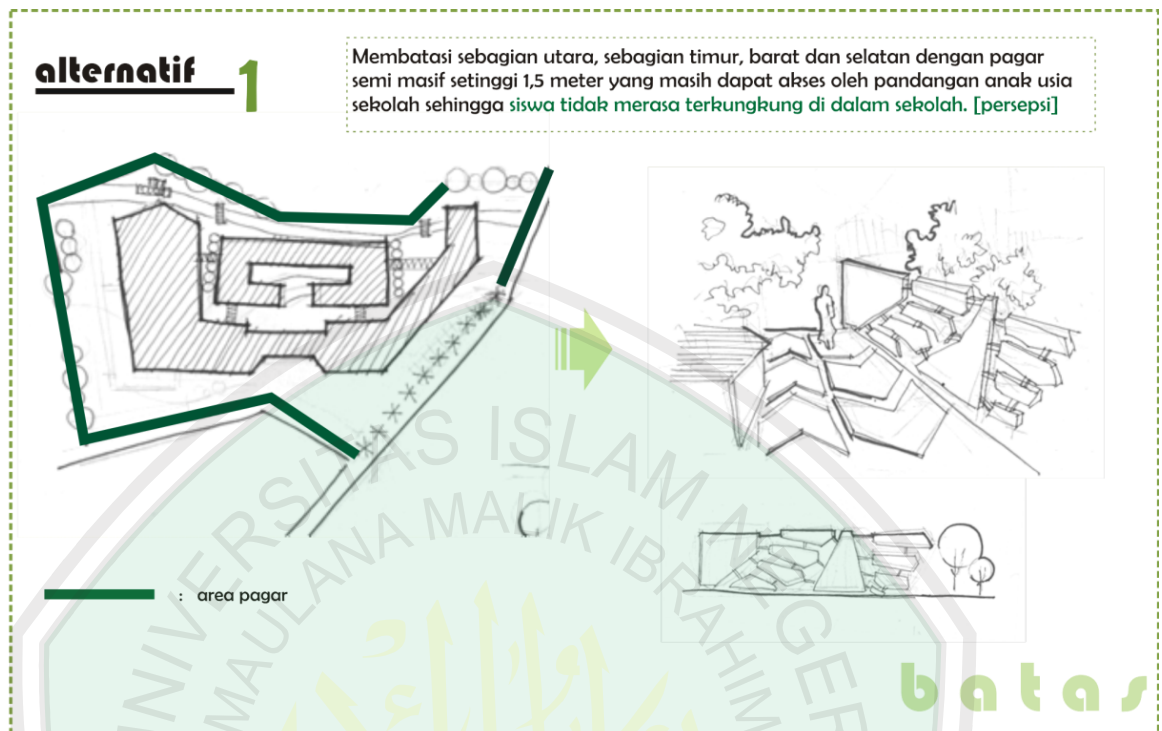 alternatif 1
Membatasi sebagian utara, sebagian timur, barat dan selatan dengan pagar
semi masif setinggi 1,5 meter yang masih dapat akses oleh pandangan anak usia
sekolah sehingga siswa tidak merasa terkungkung di dalam sekolah. [persepsi]
: area pagar
batas
UNIVERSITAS ISLAM NEGER
MAULANA MALIK IBRAHIM